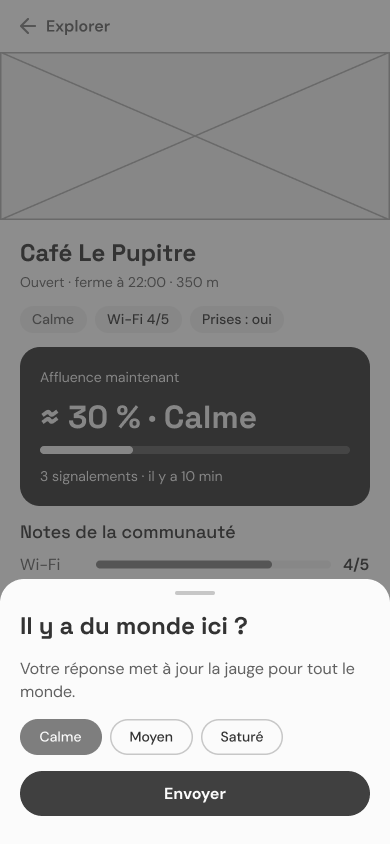 Explorer
Café Le Pupitre
Ouvert · ferme à 22:00 · 350 m
Calme
Wi-Fi 4/5
Prises : oui
Affluence maintenant
≈ 30 % · Calme
3 signalements · il y a 10 min
Notes de la communauté
Wi-Fi 4/5
Il y a du monde ici ?
Votre réponse met à jour la jauge pour tout le
monde.
Calme
Moyen
Saturé
Envoyer